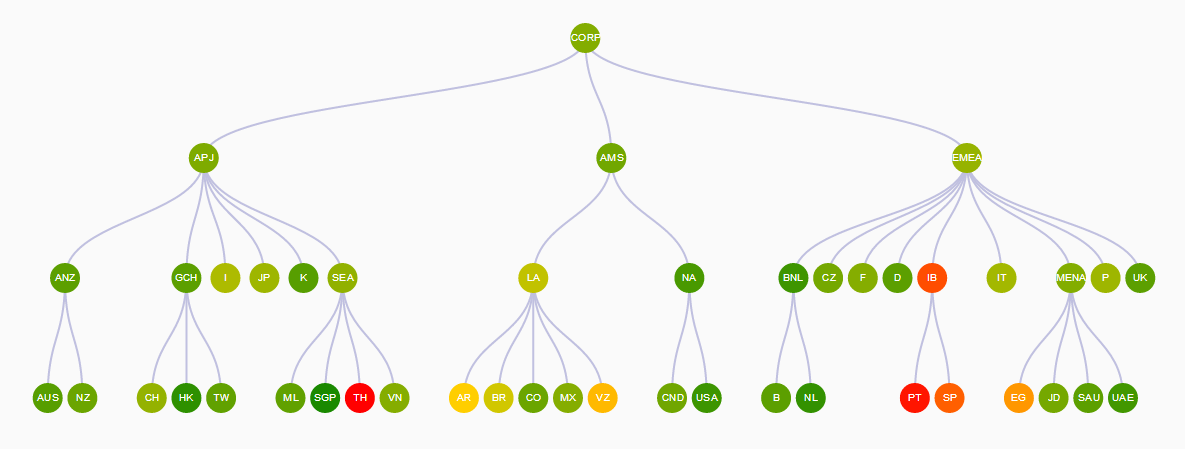 CORP
APJ AMS EMEA
ANZ GCH I JP K SEA LA NA BNL CZ F D IB IT MENA P UK
AUS NZ CH HK TW ML SGP TH VN AR BR CO MX VZ CND USA B NL PT SP EG JD SAU UAE